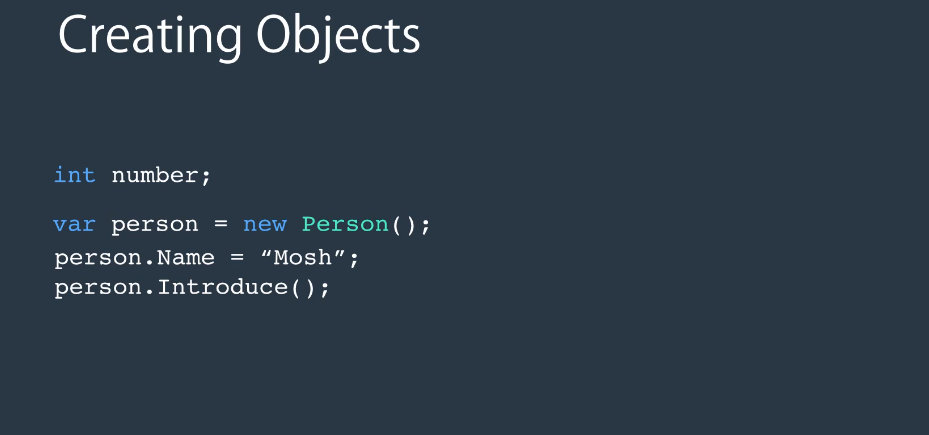 Creating Objects
int number;
var person = new Person();
person.Name = “Mosh”;
person.Introduce();